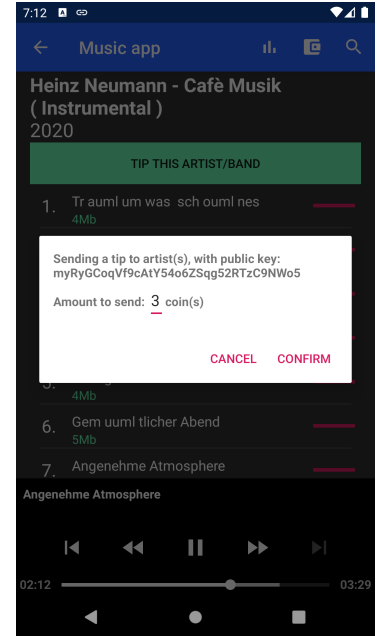 7:12
Music app
Heinz Neumann - Cafè Musik
( Instrumental )
2020
TIP THIS ARTIST/BAND
1. Tr auml um was sch ouml nes
4Mb
Sending a tip to artist(s), with public key:
myRyGCoqVf9cAtY54o6ZSqg52RTzC9NWo5
Amount to send: 3 coin(s)
CANCEL CONFIRM
4Mb
6. Gem uuml tlicher Abend
5Mb
7. Angenehme Atmosphere
Angenehme Atmosphere
02:12 03:29